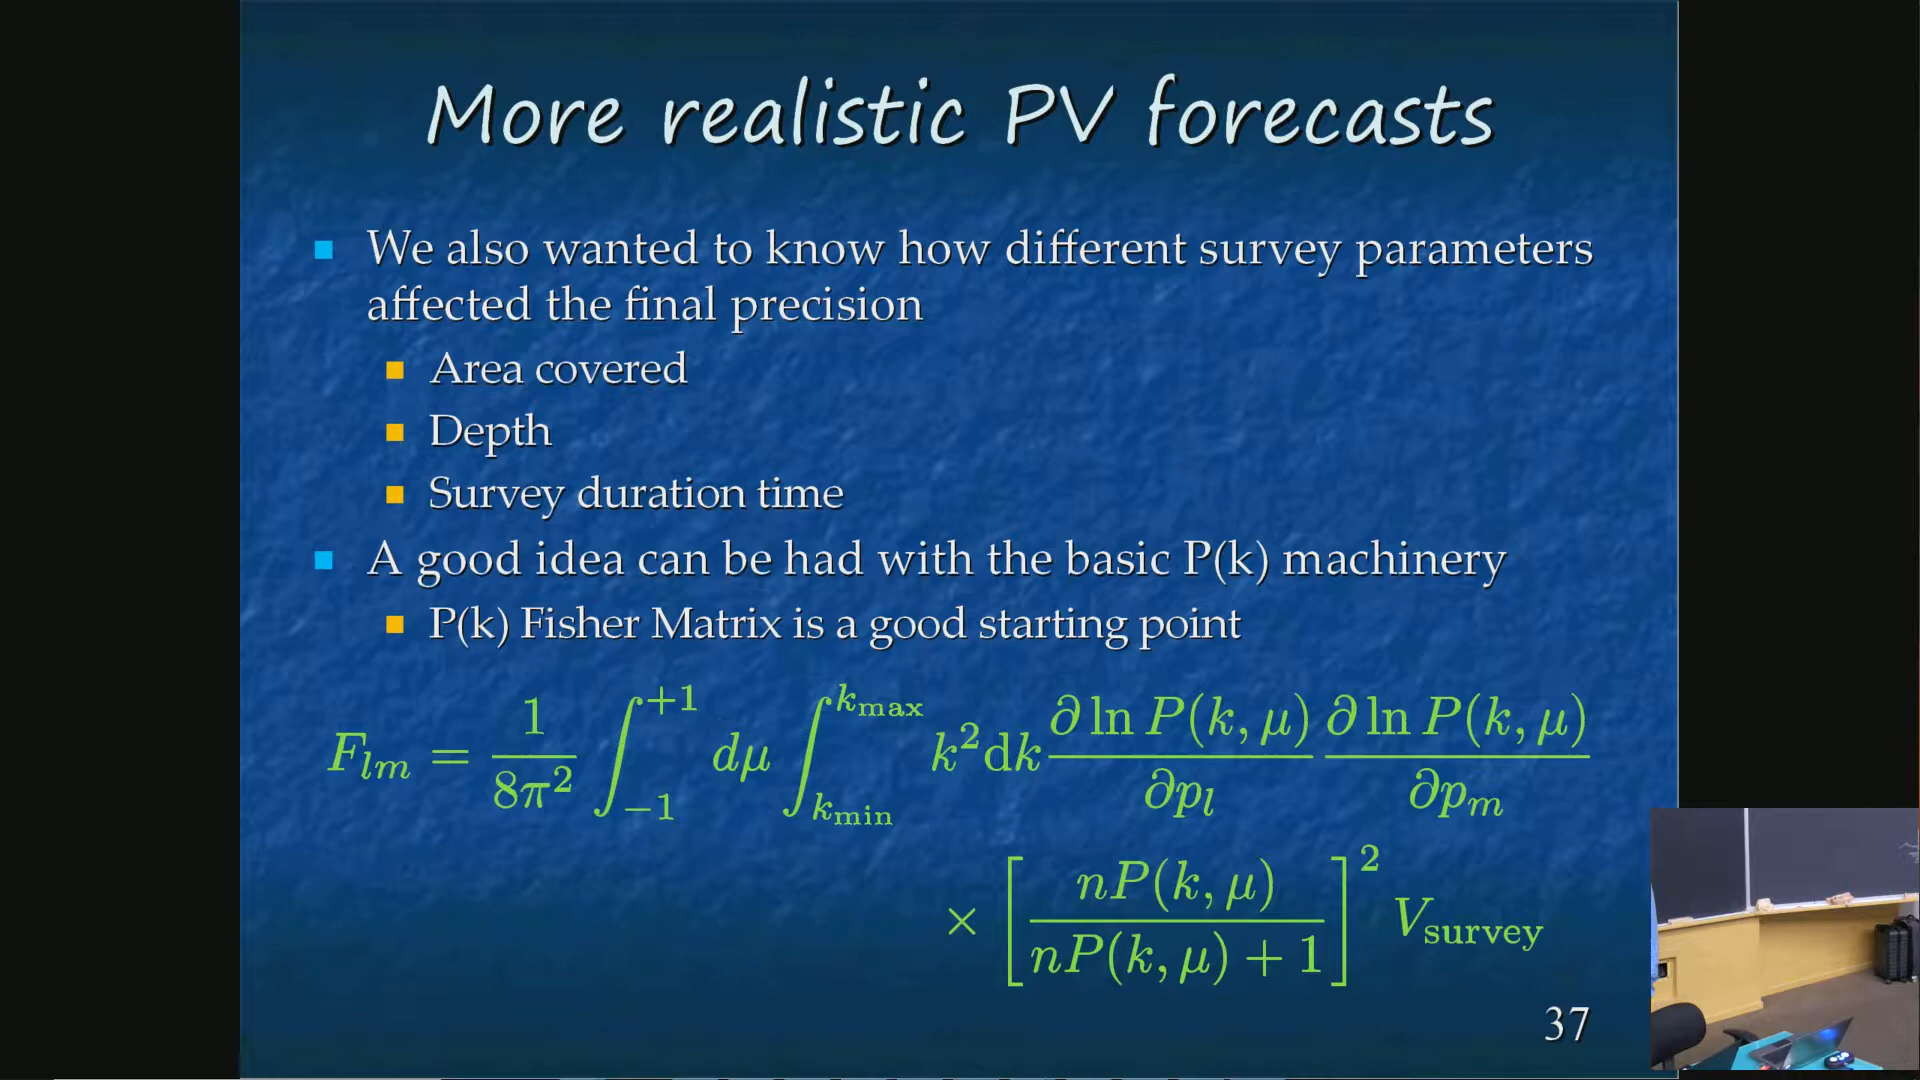 More realistic PV forecasts
We also wanted to know how different survey parameters
affected the final precision
Area covered
Depth
Survey duration time
A good idea can be had with the basic P(k) machinery
P(k) Fisher Matrix is a good starting point
$F_{lm} = \frac{1}{8\pi^2} \int_{-1}^{+1} d\mu \int_{k_{\min}}^{k_{\max}} k^2 \mathrm{d}k \frac{\partial \ln P(k,\mu)}{\partial p_l} \frac{\partial \ln P(k,\mu)}{\partial p_m}$
$\times \left[ \frac{nP(k,\mu)}{nP(k,\mu)+1} \right]^2 V_{\mathrm{survey}}$
37